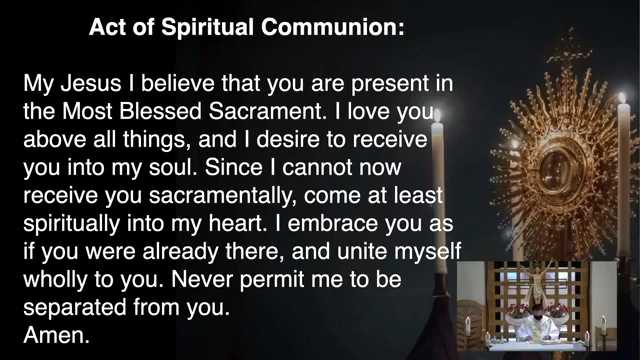 Act of Spiritual Communion:
My Jesus I believe that you are present in
the Most Blessed Sacrament. I love you
above all things, and I desire to receive
you into my soul. Since I cannot now
receive you sacramentally, come at least
spiritually into my heart. I embrace you as
if you were already there, and unite myself
wholly to you. Never permit me to be
separated from you.
Amen.